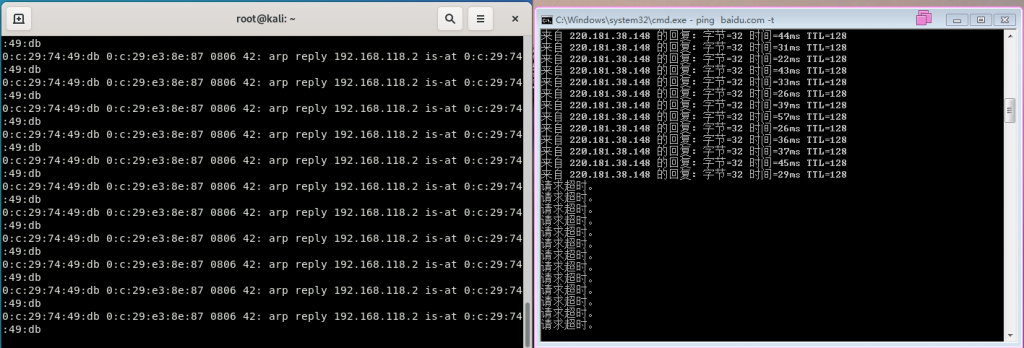 root@kali: ~
:49:db
0:c:29:74:49:db 0:c:29:e3:8e:87 0806 42: arp reply 192.168.118.2 is-at 0:c:29:74
:49:db
0:c:29:74:49:db 0:c:29:e3:8e:87 0806 42: arp reply 192.168.118.2 is-at 0:c:29:74
:49:db
0:c:29:74:49:db 0:c:29:e3:8e:87 0806 42: arp reply 192.168.118.2 is-at 0:c:29:74
:49:db
0:c:29:74:49:db 0:c:29:e3:8e:87 0806 42: arp reply 192.168.118.2 is-at 0:c:29:74
:49:db
0:c:29:74:49:db 0:c:29:e3:8e:87 0806 42: arp reply 192.168.118.2 is-at 0:c:29:74
:49:db
0:c:29:74:49:db 0:c:29:e3:8e:87 0806 42: arp reply 192.168.118.2 is-at 0:c:29:74
:49:db
0:c:29:74:49:db 0:c:29:e3:8e:87 0806 42: arp reply 192.168.118.2 is-at 0:c:29:74
:49:db
0:c:29:74:49:db 0:c:29:e3:8e:87 0806 42: arp reply 192.168.118.2 is-at 0:c:29:74
:49:db
0:c:29:74:49:db 0:c:29:e3:8e:87 0806 42: arp reply 192.168.118.2 is-at 0:c:29:74
:49:db
0:c:29:74:49:db 0:c:29:e3:8e:87 0806 42: arp reply 192.168.118.2 is-at 0:c:29:74
:49:db
0:c:29:74:49:db 0:c:29:e3:8e:87 0806 42: arp reply 192.168.118.2 is-at 0:c:29:74
:49:db
C:\Windows\system32\cmd.exe - ping baidu.com -t
来自 220.181.38.148 的回复: 字节=32 时间=44ms TTL=128
来自 220.181.38.148 的回复: 字节=32 时间=31ms TTL=128
来自 220.181.38.148 的回复: 字节=32 时间=22ms TTL=128
来自 220.181.38.148 的回复: 字节=32 时间=43ms TTL=128
来自 220.181.38.148 的回复: 字节=32 时间=33ms TTL=128
来自 220.181.38.148 的回复: 字节=32 时间=26ms TTL=128
来自 220.181.38.148 的回复: 字节=32 时间=39ms TTL=128
来自 220.181.38.148 的回复: 字节=32 时间=57ms TTL=128
来自 220.181.38.148 的回复: 字节=32 时间=26ms TTL=128
来自 220.181.38.148 的回复: 字节=32 时间=36ms TTL=128
来自 220.181.38.148 的回复: 字节=32 时间=37ms TTL=128
来自 220.181.38.148 的回复: 字节=32 时间=45ms TTL=128
来自 220.181.38.148 的回复: 字节=32 时间=29ms TTL=128
请求超时。
请求超时。
请求超时。
请求超时。
请求超时。
请求超时。
请求超时。
请求超时。
请求超时。
请求超时。
请求超时。
请求超时。
请求超时。